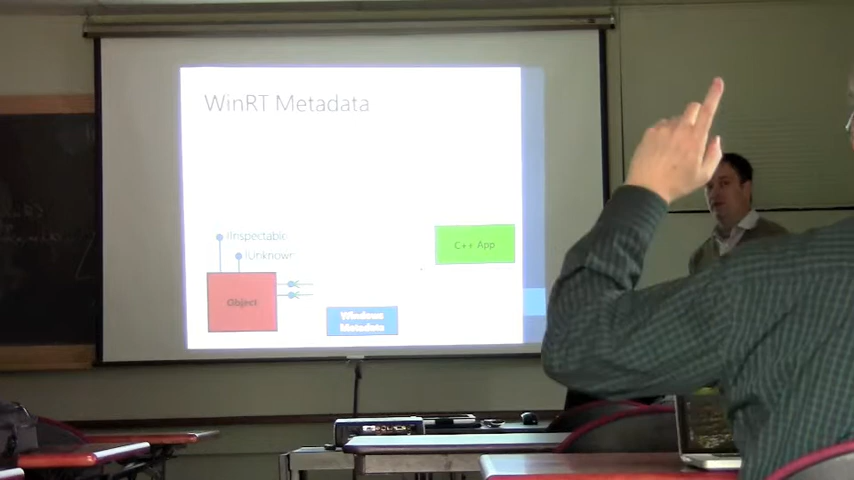 WinRT Metadata
IInspectable
IUnknown
C++ App
Object
Windows
Metadata